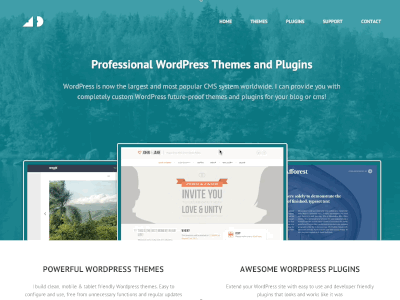 HOME THEMES PLUGINS SUPPORT CONTACT
Professional WordPress Themes and Plugins
WordPress is now the largest and most popular CMS system worldwide. I can provide you with
completely custom WordPress future-proof themes and plugins for your blog or cms!
INVITE YOU
LOVE & UNITY
POWERFUL WORDPRESS THEMES
I build clean, mobile & tablet friendly Wordpress themes. Easy to
configure and use, free from unnecessary functions and regular updates
AWESOME WORDPRESS PLUGINS
Extend your WordPress site with easy to use and developer friendly
plugins that tailes and works like it was